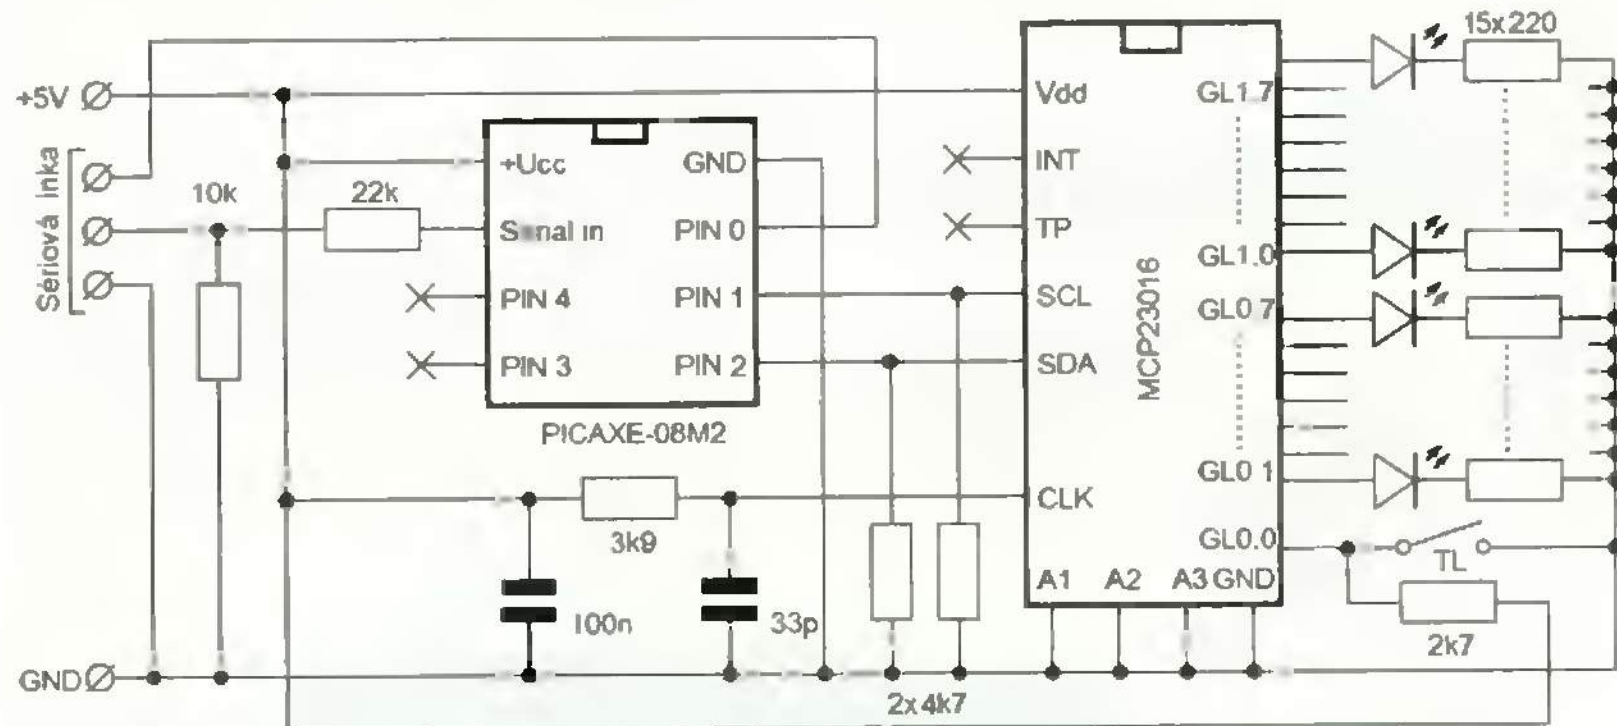 15x220
+5V
Vdd
GL1.7
INT
+Ucc
GND
10k
22k
TP
PIN 0
GL1.0
SCL
PIN 4
PIN 1
GL0 7
MCP23016
SDA
PIN 3
PIN 2
PICAXE-08M2
GL0 1
CLK
3k9
GL0.0
TL
A1
A2
A3
GND
100n
33p
2k7
GND
2x4k7
Sériová
in